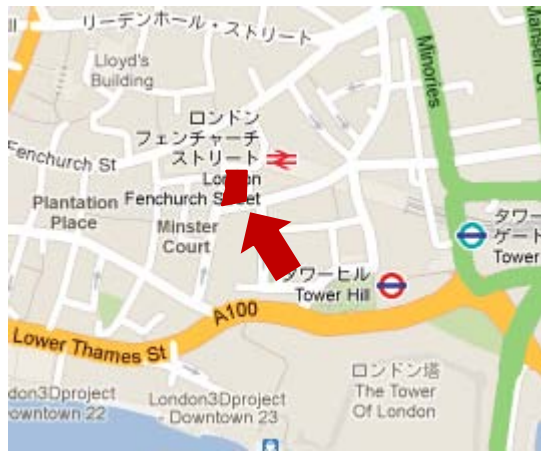 リーデンホール・ストリート
Lloyd's
Building
Minories
Mansell
ロンドン
フェンチャーチ
ストリート
London
Fenchurch Street
Fenchurch St
Plantation
Place
Minster
Court
タワー
ゲート
Tower
タワーヒル
Tower Hill
A100
Lower Thames St
ロンドン塔
The Tower
Of London
don3Dproject
owntown 22
London3Dproject
- Downtown 23